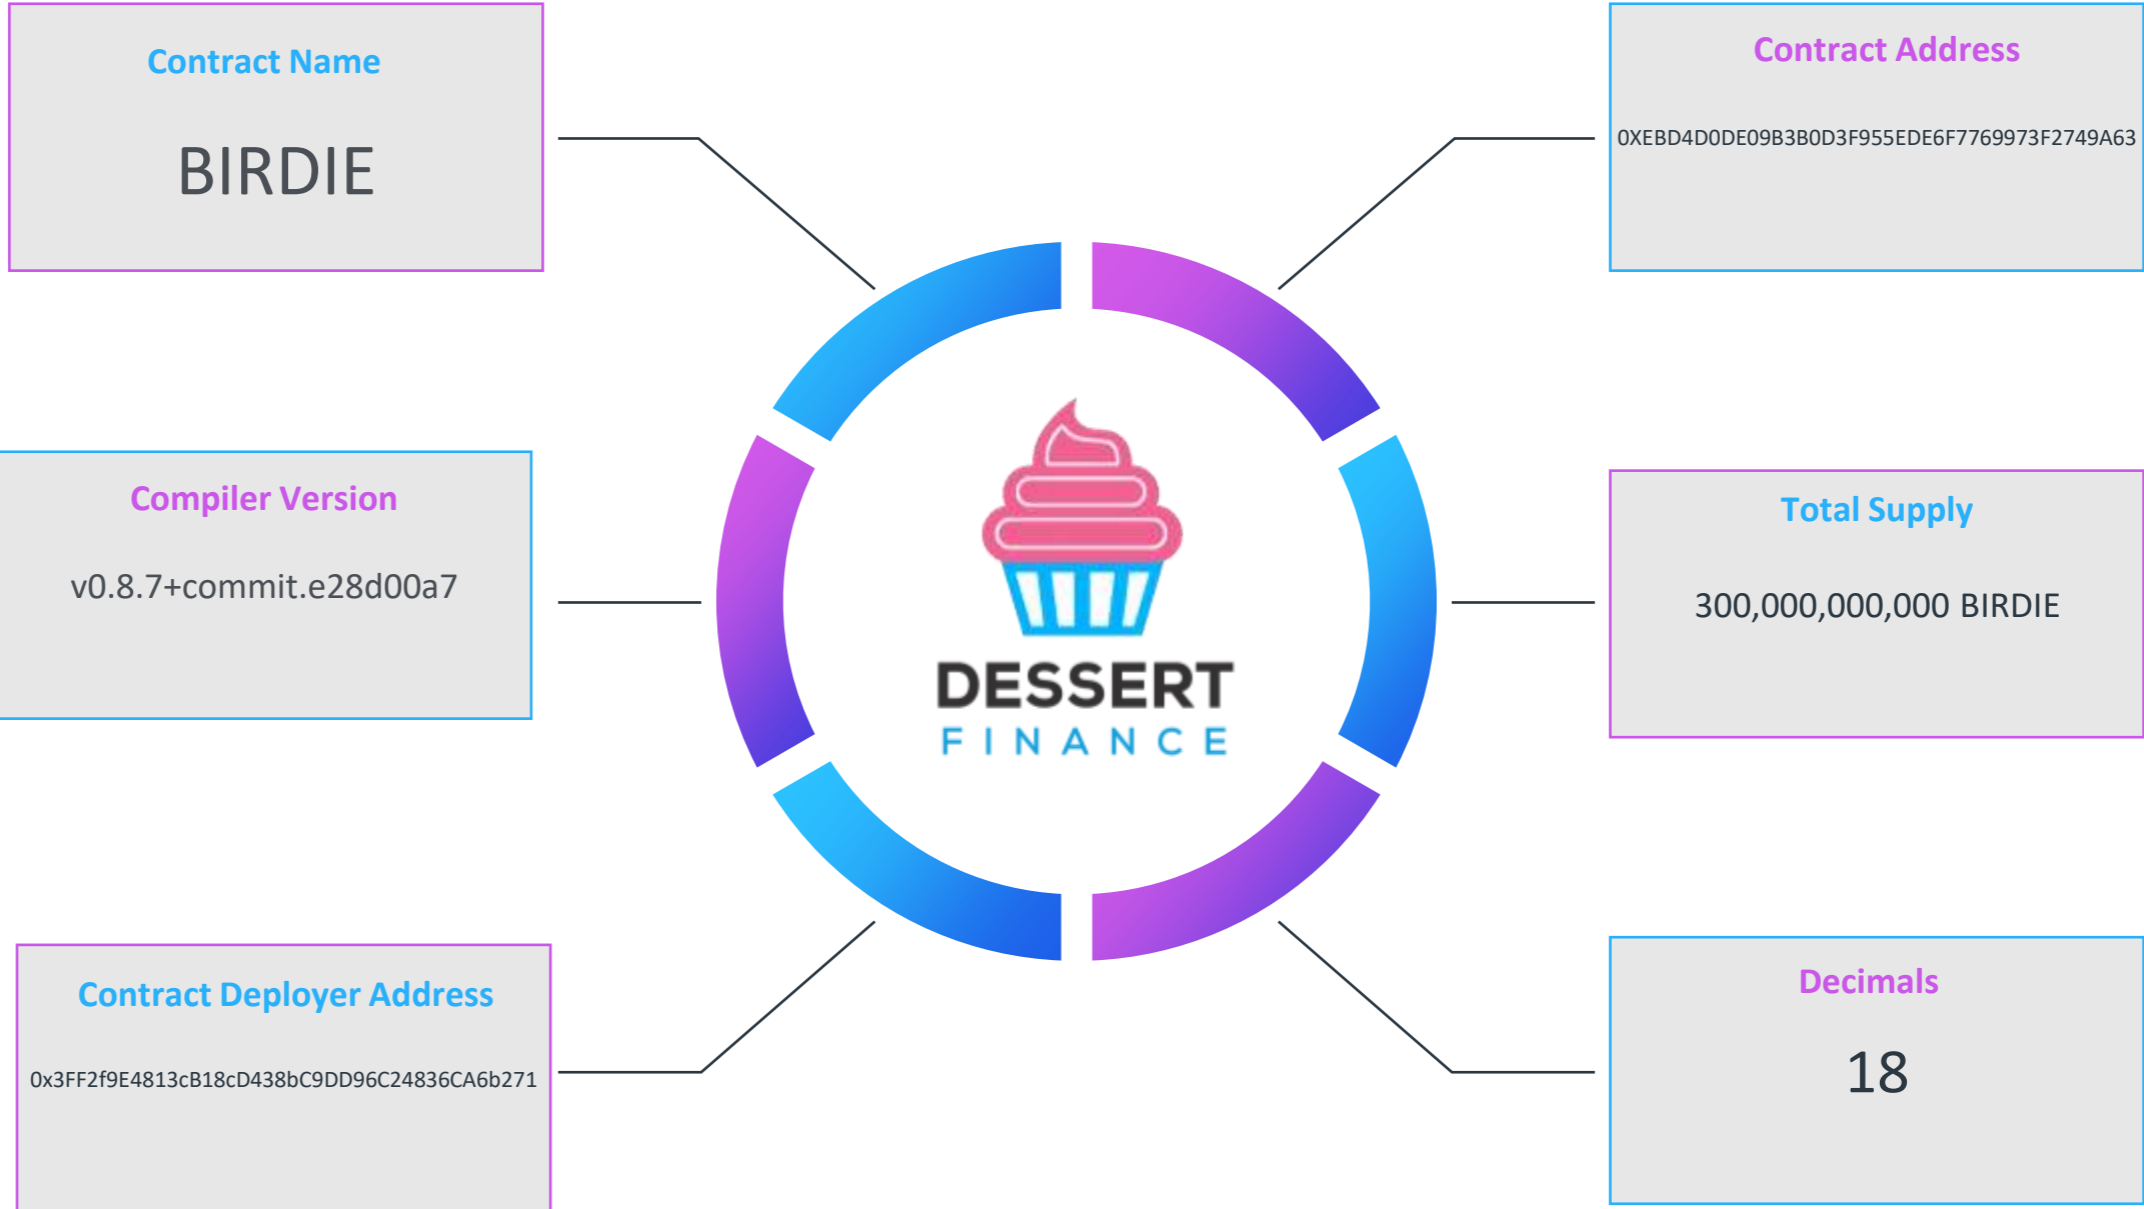 Contract Name
BIRDIE
Contract Address
0XEBD4D0DE09B3B0D3F955EDE6F7769973F2749A63
Compiler Version
v0.8.7+commit.e28d00a7
Total Supply
300,000,000,000 BIRDIE
DESSERT
FINANCE
Contract Deployer Address
0x3FF2f9E4813cB18cD438bC9DD96C24836CA6b271
Decimals
18